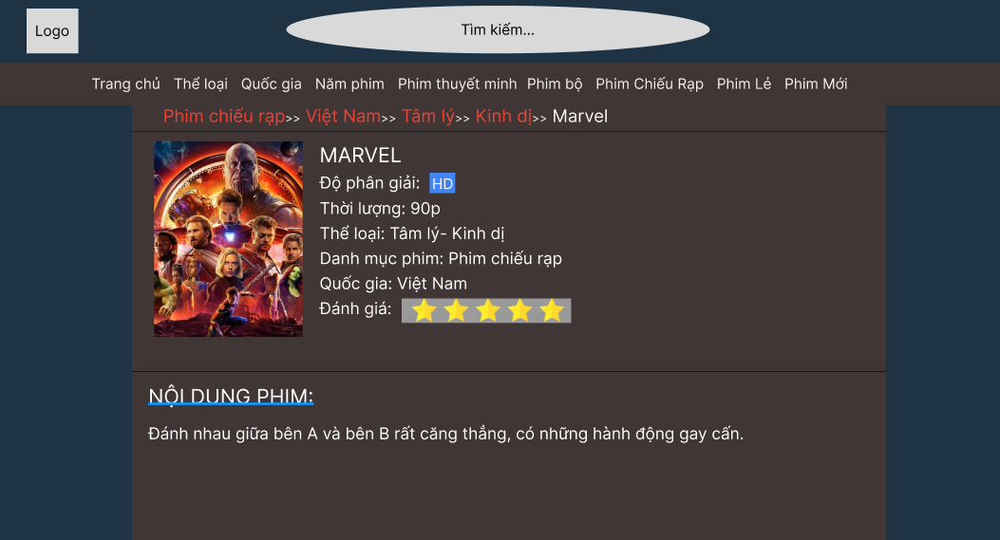 Logo
Tìm kiếm...
Trang chủ Thể loại Quốc gia Năm phim Phim thuyết minh Phim bộ Phim Chiếu Rạp Phim Lẻ Phim Mới
Phim chiếu rạp>> Việt Nam>> Tâm lý>> Kinh dị>> Marvel
MARVEL
Độ phân giải: HD
Thời lượng: 90p
Thể loại: Tâm lý- Kinh dị
Danh mục phim: Phim chiếu rạp
Quốc gia: Việt Nam
Đánh giá:
NỘI DUNG PHIM:
Đánh nhau giữa bên A và bên B rất căng thẳng, có những hành động gay cấn.